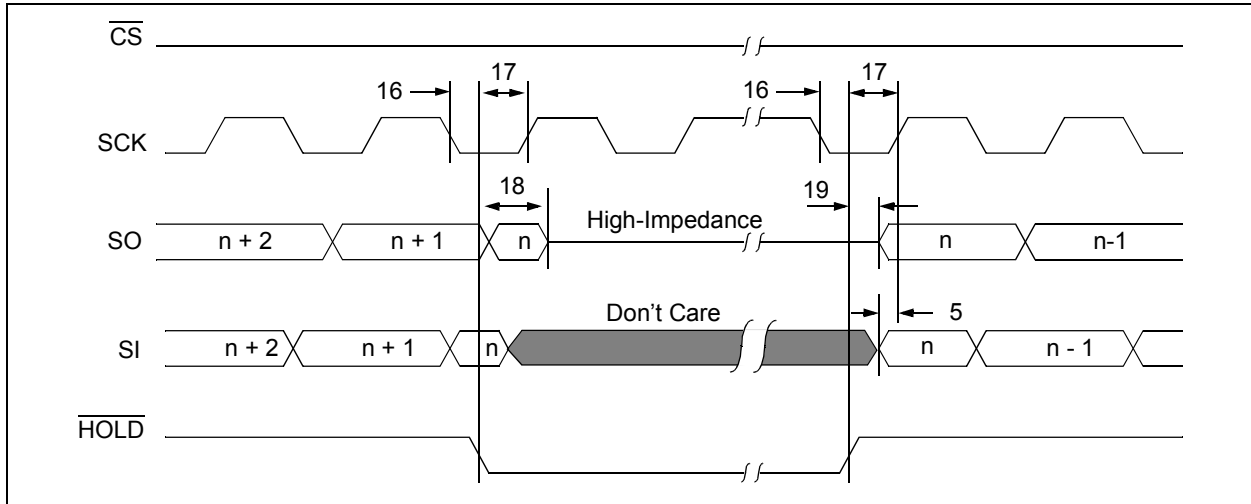 CS
16
17
16
17
SCK
18
19
High-Impedance
SO
n + 2
n + 1
n
n
n-1
Don't Care
5
SI
n + 2
n + 1
n
n
n - 1
HOLD